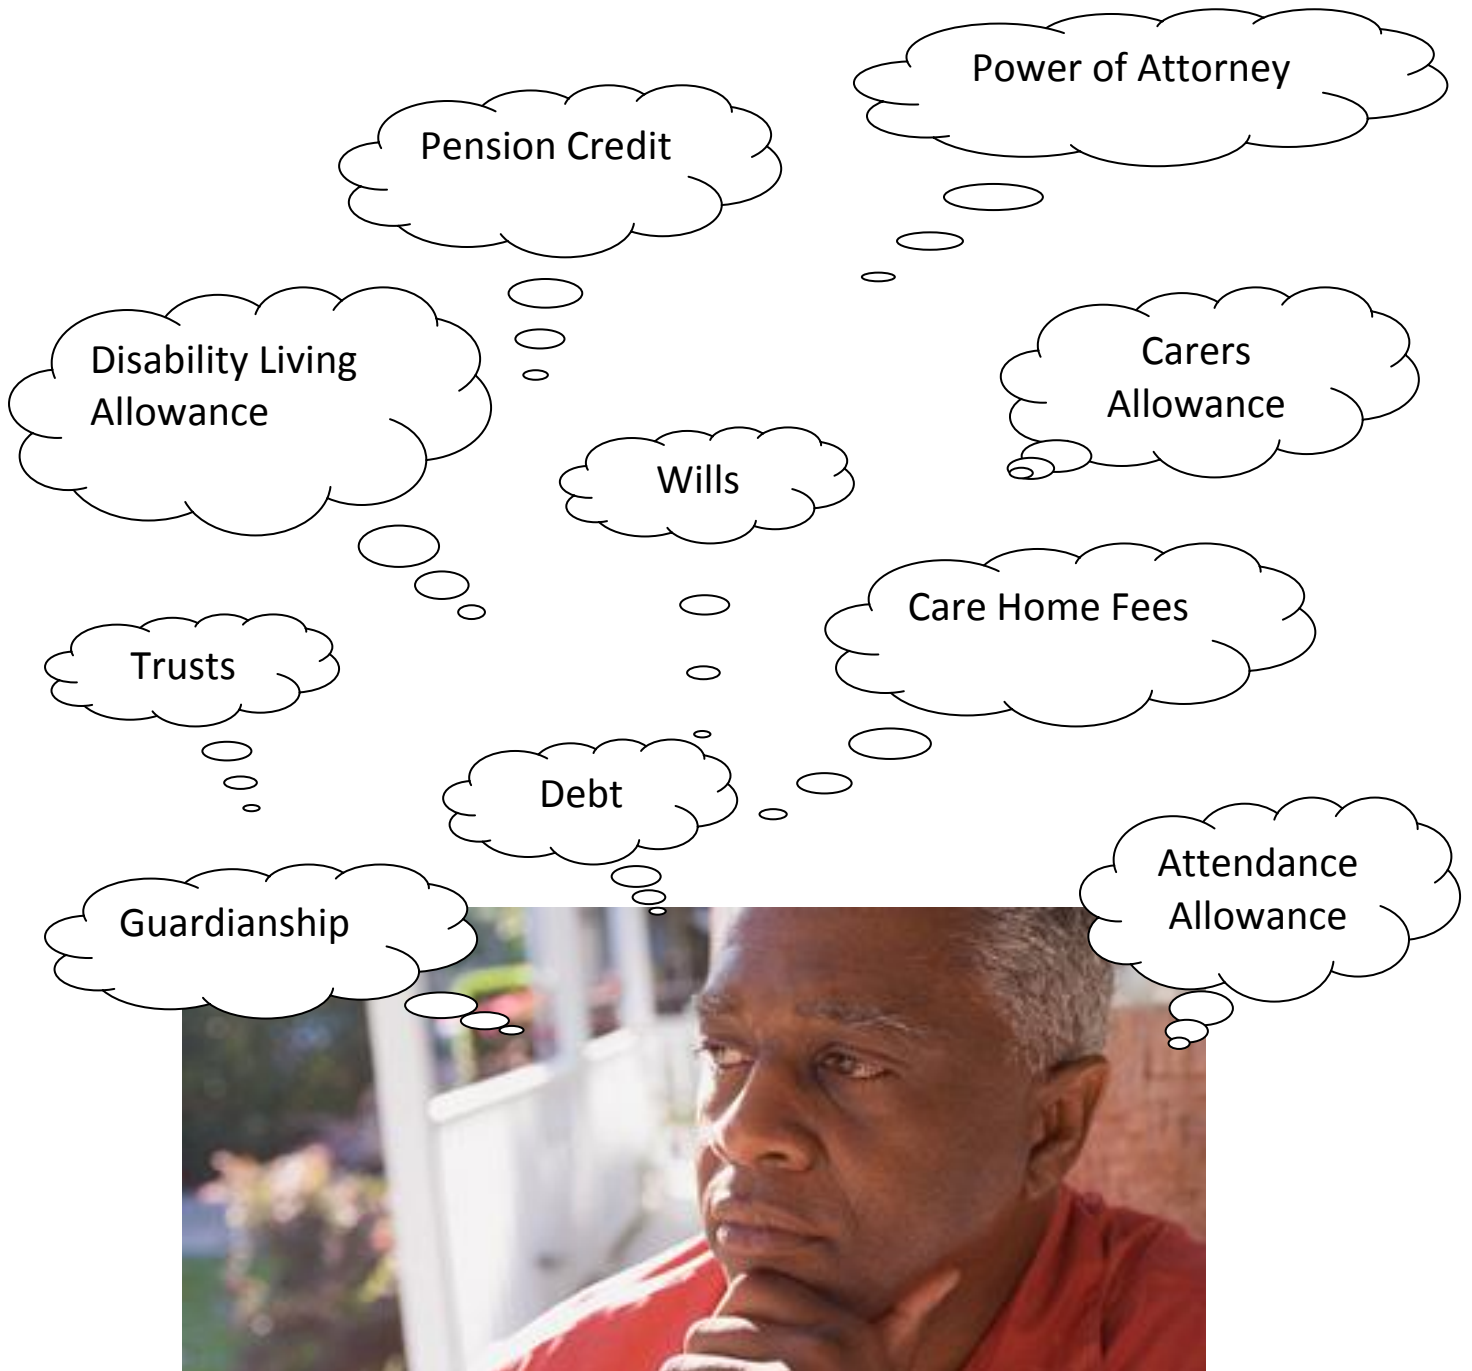 Power of Attorney
Pension Credit
Disability Living
Allowance
Carers
Allowance
Wills
Care Home Fees
Trusts
Debt
Attendance
Allowance
Guardianship